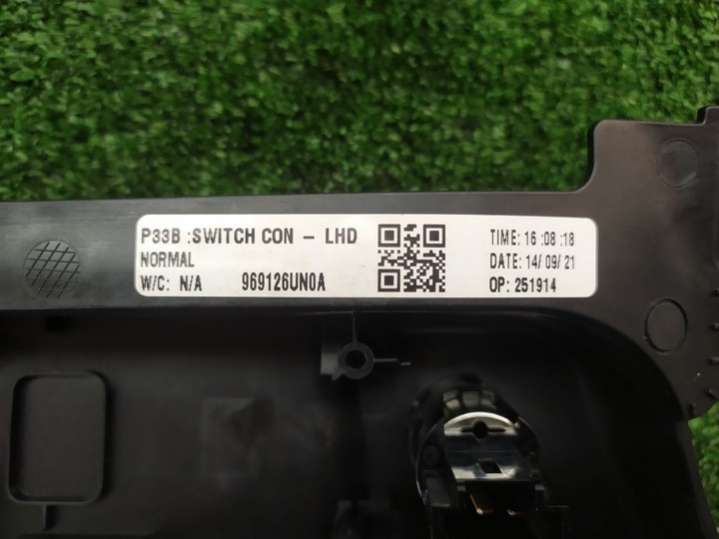 P33B :SWITCH CON - LHD
NORMAL
W/C: N/A 969126UN0A
TIME: 16 :08 :18
DATE: 14/ 09/ 21
OP: 251914